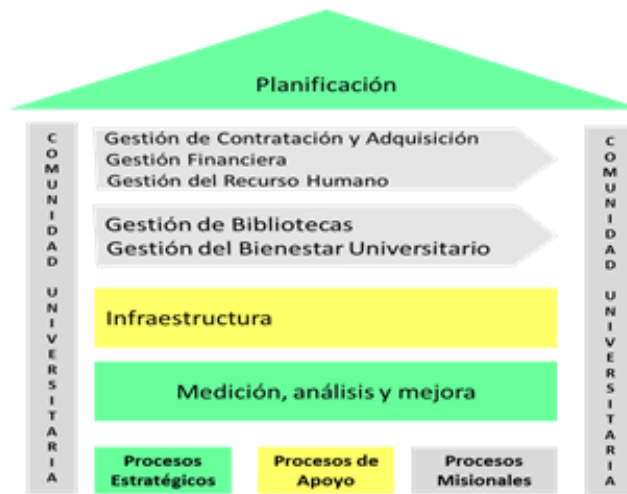 Planificación
COMUNIDAD UNIVERSITARIA
Gestión de Contratación y Adquisición
Gestión Financiera
Gestión del Recurso Humano
Gestión de Bibliotecas
Gestión del Bienestar Universitario
Infraestructura
Medición, análisis y mejora
COMUNIDAD UNIVERSITARIA
Procesos
Estratégicos
Procesos de
Apoyo
Procesos
Misionales